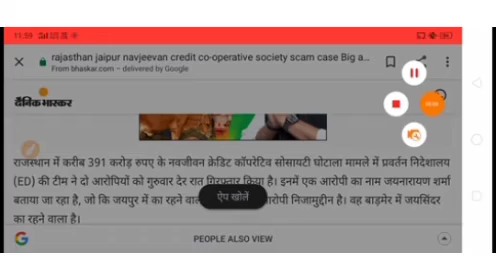 11:59
rajasthan jaipur navjeevan credit co-operative society scam case Big a...
From bhaskar.com – delivered by Google
दैनिक भास्कर
राजस्थान में करीब 391 करोड़ रुपए के नवजीवन क्रेडिट कॉपरेटिव सोसायटी घोटाला मामले में प्रवर्तन निदेशालय
(ED) की टीम ने दो आरोपियों को गुरुवार देर रात गिरफ्तार किया है। इनमें एक आरोपी का नाम जयनारायण शर्मा
बताया जा रहा है, जो कि जयपुर में का रहने वाला
ऐप खोलें
आरोपी निजामुद्दीन है। वह बाड़मेर में जयसिंदर
का रहने वाला है।
G
PEOPLE ALSO VIEW